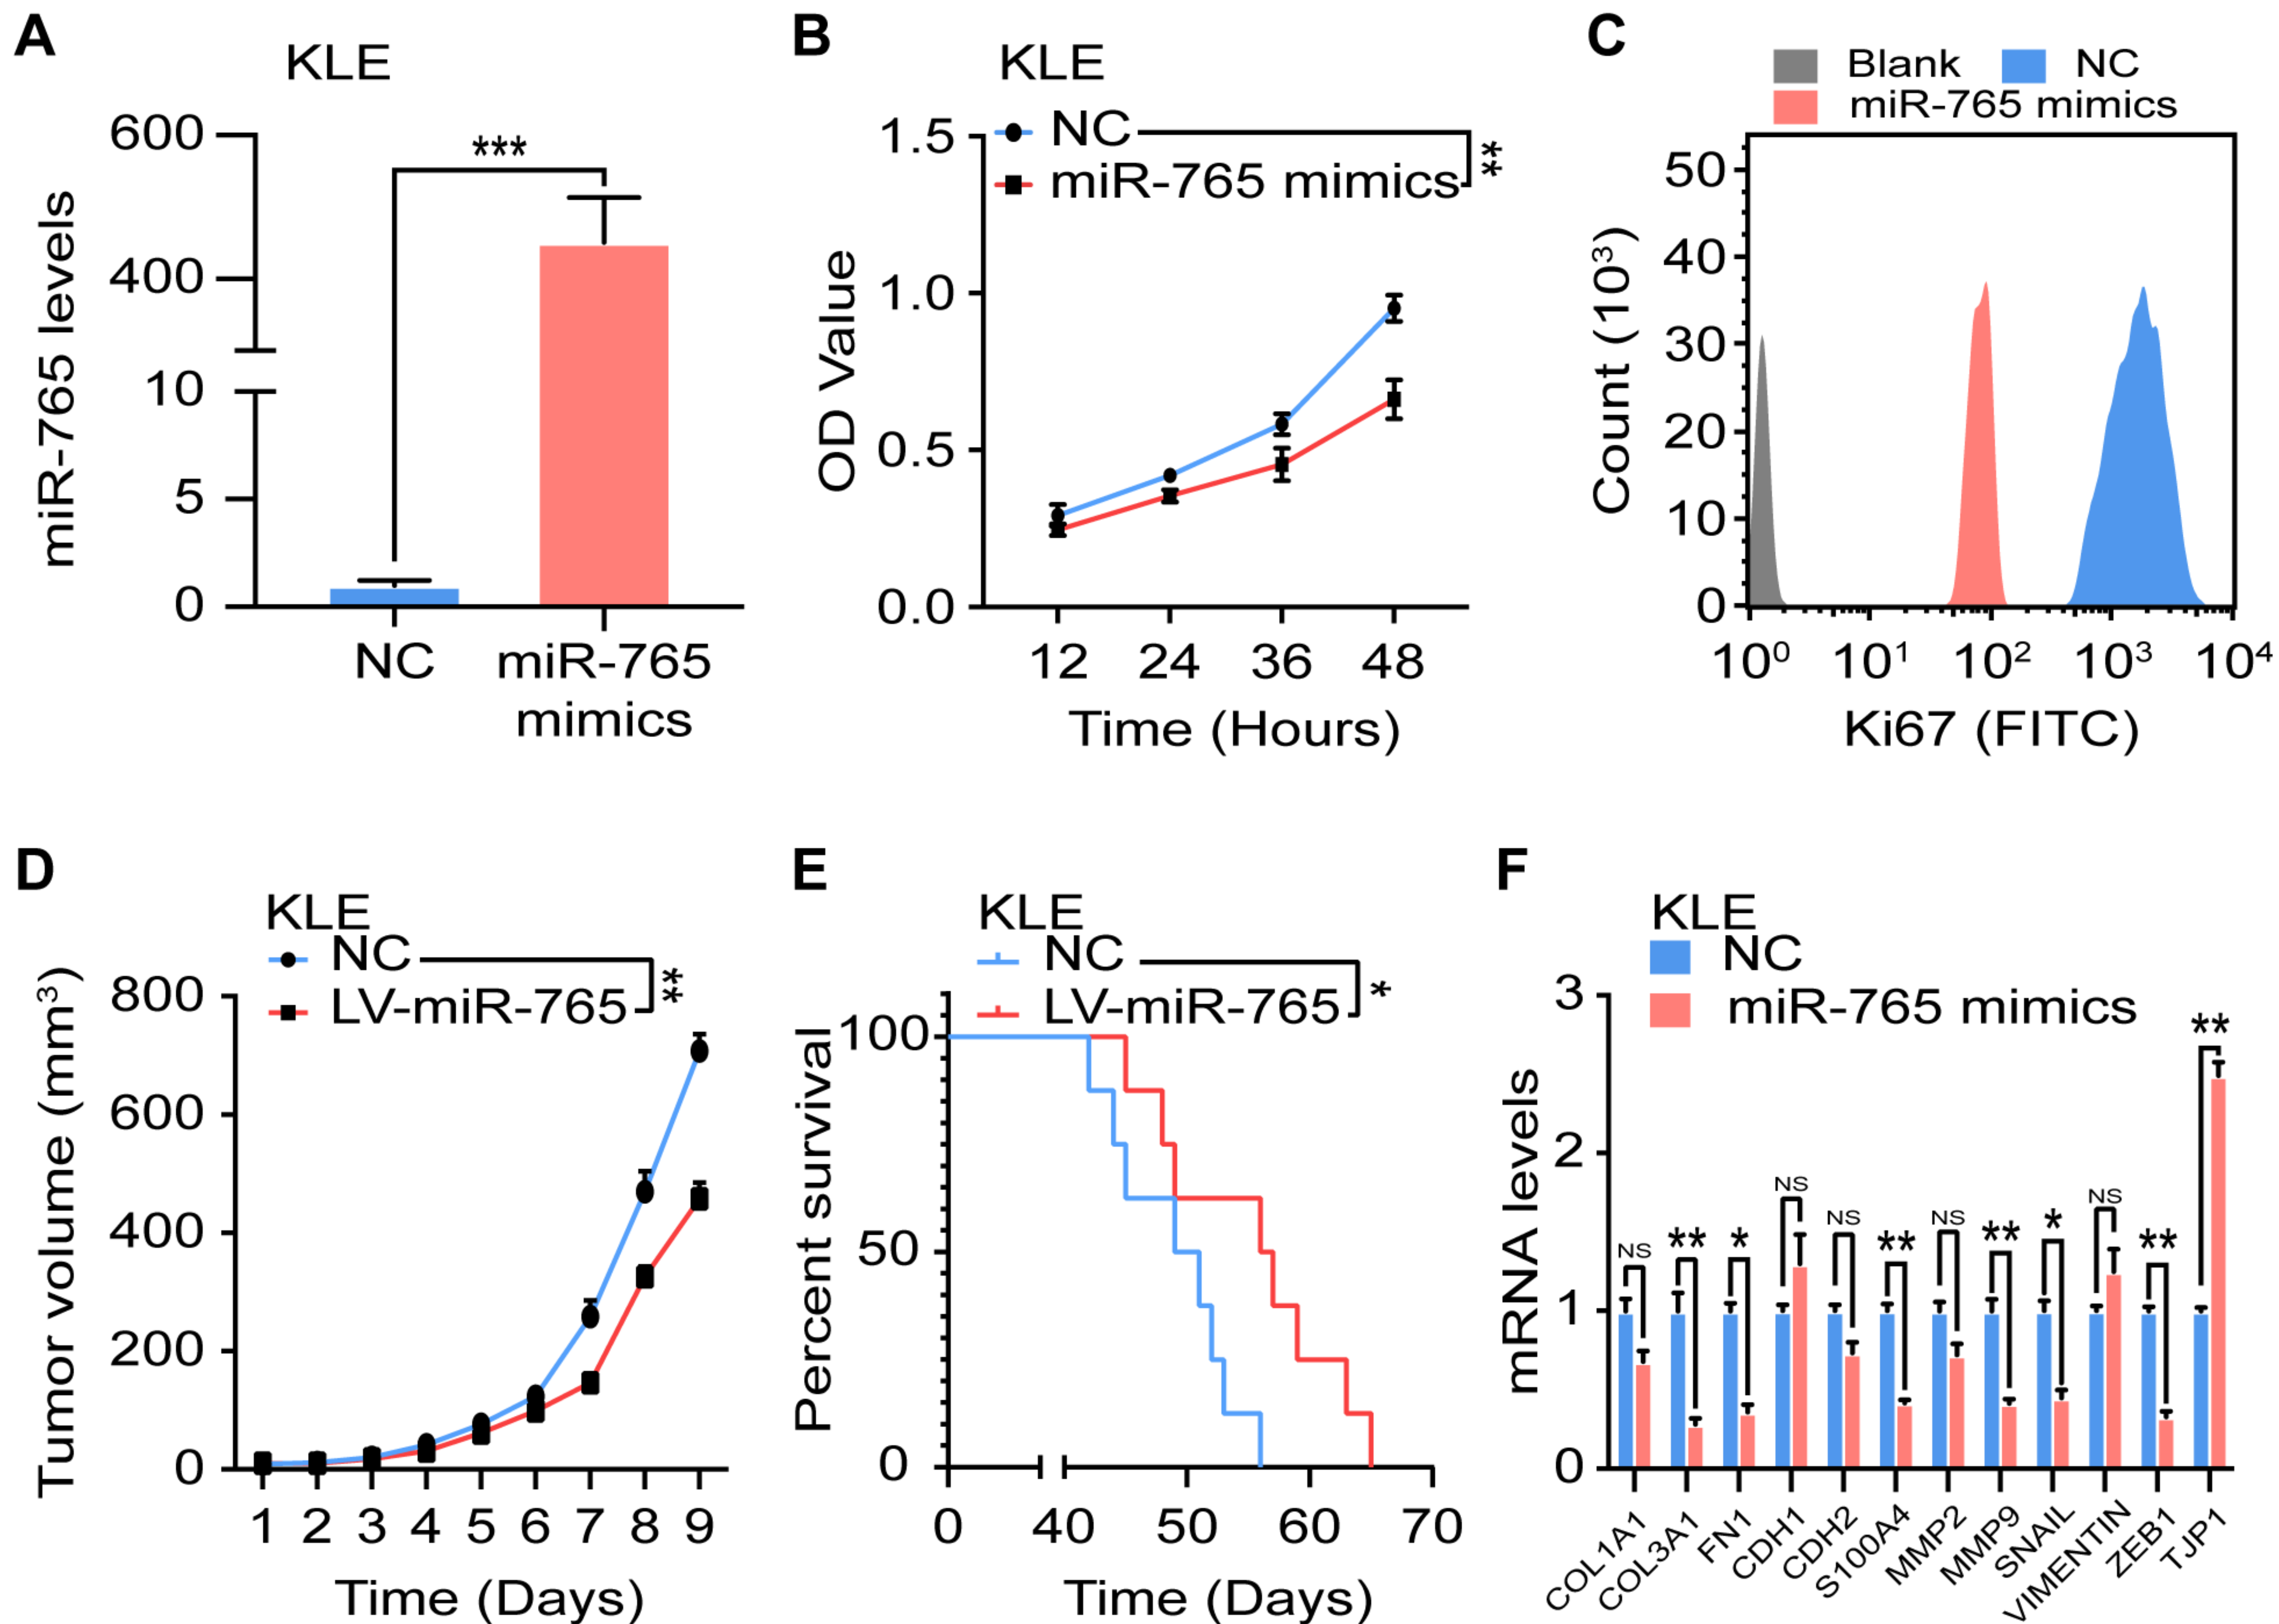 A
KLE
miR-765 levels
600
400
10
5
0
***
NC
miR-765
mimics
B
KLE
NC
miR-765 mimics
**
OD Value
1.5
1.0
0.5
0.0
12 24 36 48
Time (Hours)
C
Blank NC
miR-765 mimics
Count (10³)
50
40
30
20
10
0
10⁰ 10¹ 10² 10³ 10⁴
Ki67 (FITC)
D
KLE
NC
LV-miR-765
**
Tumor volume (mm³)
800
600
400
200
0
1 2 3 4 5 6 7 8 9
Time (Days)
E
KLE
NC
LV-miR-765
*
Percent survival
100
50
0
0 40 50 60 70
Time (Days)
F
KLE
NC
miR-765 mimics
mRNA levels
3
2
1
0
NS ** * NS NS ** NS ** * NS ** **
COL1A1
COL3A1
FN1
CDH1
CDH2
S100A4
MMP2
MMP9
SNAIL
VIMENTIN
ZEB1
TJP1